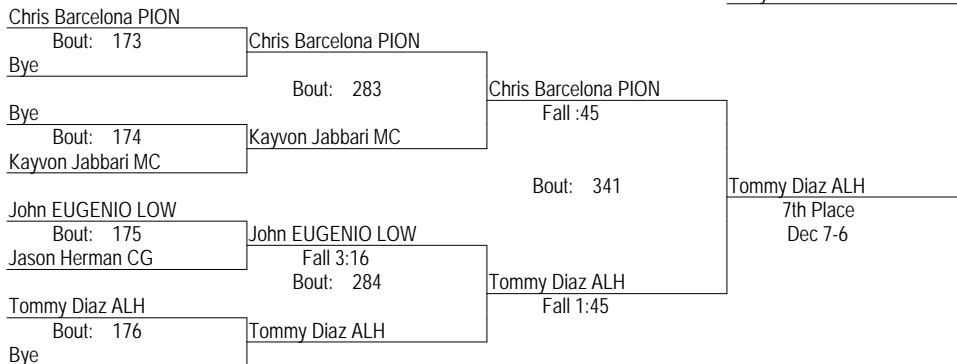 Chris Barcelona PION
Bout: 173
Bye
Chris Barcelona PION
Bout: 283
Bye
Bout: 174
Kayvon Jabbari MC
Kayvon Jabbari MC
Chris Barcelona PION
Fall :45
Bout: 341
John EUGENIO LOW
Bout: 175
Jason Herman CG
John EUGENIO LOW
Fall 3:16
Bout: 284
Tommy Diaz ALH
Bout: 176
Bye
Tommy Diaz ALH
Tommy Diaz ALH
Fall 1:45
Tommy Diaz ALH
7th Place
Dec 7-6